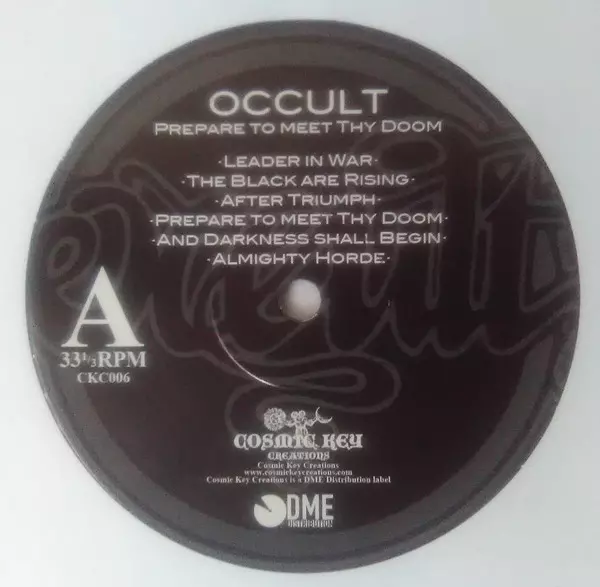 OCCULT
PREPARE TO MEET THY DOOM
·LEADER IN WAR·
·THE BLACK ARE RISING·
·AFTER TRIUMPH·
·PREPARE TO MEET THY DOOM·
·AND DARKNESS SHALL BEGIN·
·ALMIGHTY HORDE·
A
33⅓RPM
CKC006
COSMIC KEY
CREATIONS
Cosmic Key Creations
www.cosmickeycreations.com
Cosmic Key Creations is a DME Distribution label
DME
DISTRIBUTION